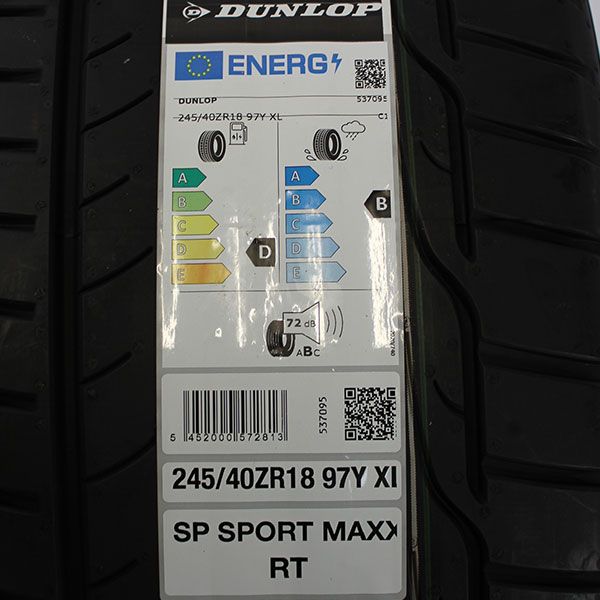 DUNLOP
ENERG
DUNLOP 537095
245/40ZR18 97Y XL C1
A A
B B B
C C
D D D
E E
72 dB
ABC
537095
5 452000 572813
245/40ZR18 97Y XL
SP SPORT MAXX
RT